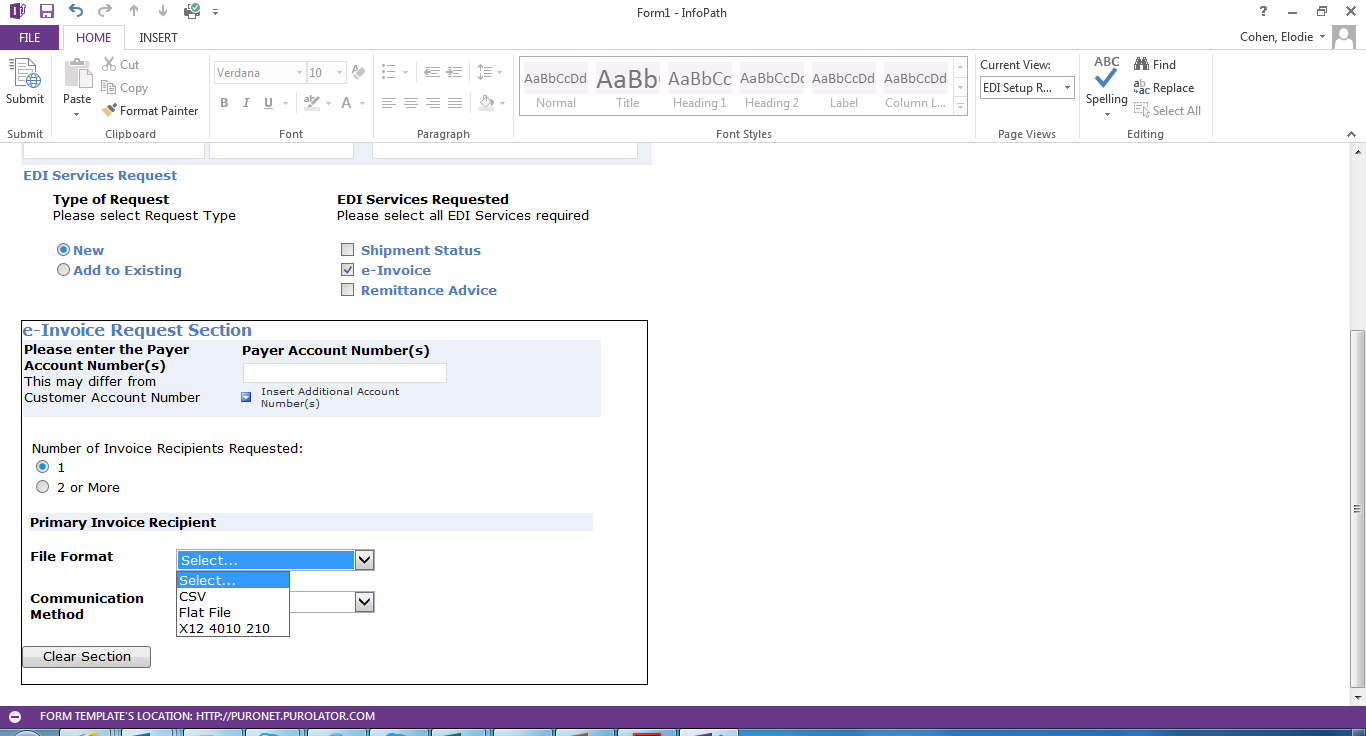 Form1 - InfoPath
?
FILE
HOME
INSERT
Cohen, Elodie
Submit
Submit
Paste
Cut
Copy
Format Painter
Clipboard
Verdana
10
B I U aby A
Font
Paragraph
AaBbCcDd
Normal
AaBb(
Title
AaBbCc
Heading 1
AaBbCcDc
Heading 2
AaBbCcDd
Label
AaBbCcDd
Column L...
Font Styles
Current View:
EDI Setup R...
Page Views
ABC
Spelling
Find
Replace
Select All
Editing
EDI Services Request
Type of Request
Please select Request Type
New
Add to Existing
EDI Services Requested
Please select all EDI Services required
Shipment Status
e-Invoice
Remittance Advice
e-Invoice Request Section
Please enter the Payer
Account Number(s)
This may differ from
Customer Account Number
Payer Account Number(s)
Insert Additional Account
Number(s)
Number of Invoice Recipients Requested:
1
2 or More
Primary Invoice Recipient
File Format
Select...
Select...
CSV
Flat File
X12 4010 210
Communication
Method
Clear Section
FORM TEMPLATE'S LOCATION: HTTP://PURONET.PUROLATOR.COM